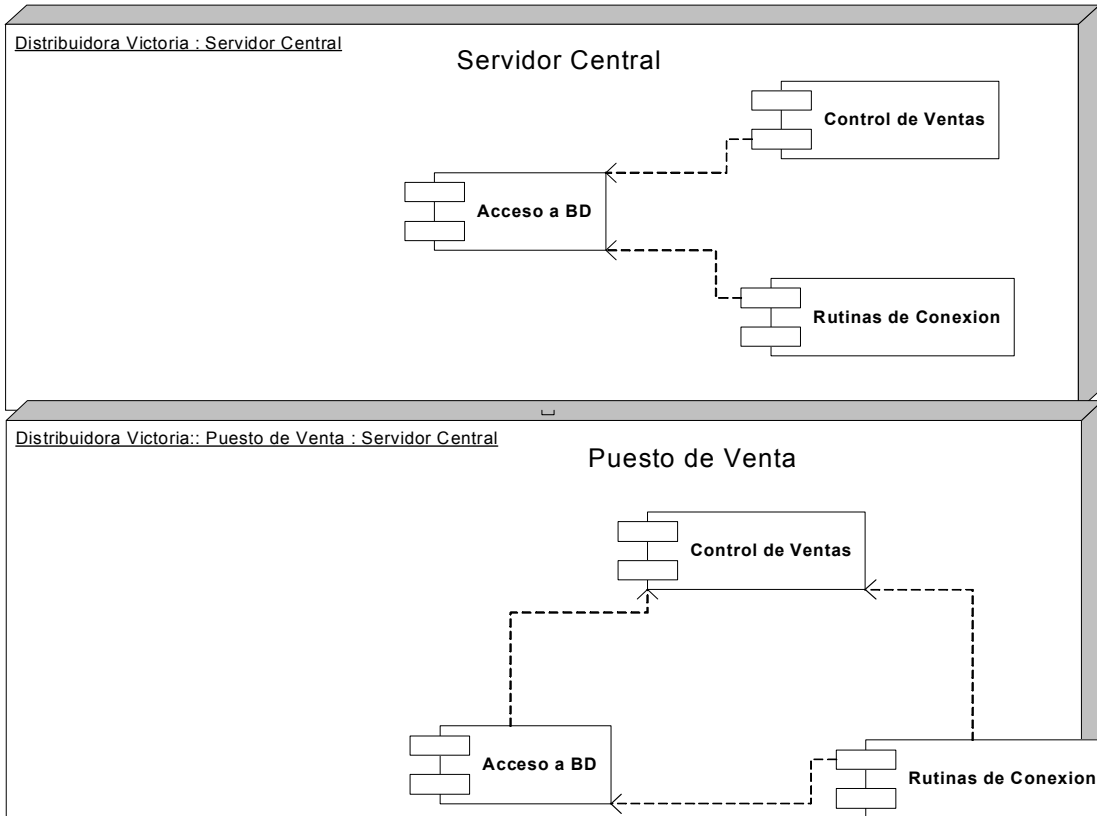 Distribuidora Victoria : Servidor Central
Servidor Central
Control de Ventas
Acceso a BD
Rutinas de Conexion
Distribuidora Victoria:: Puesto de Venta : Servidor Central
Puesto de Venta
Control de Ventas
Acceso a BD
Rutinas de Conexion